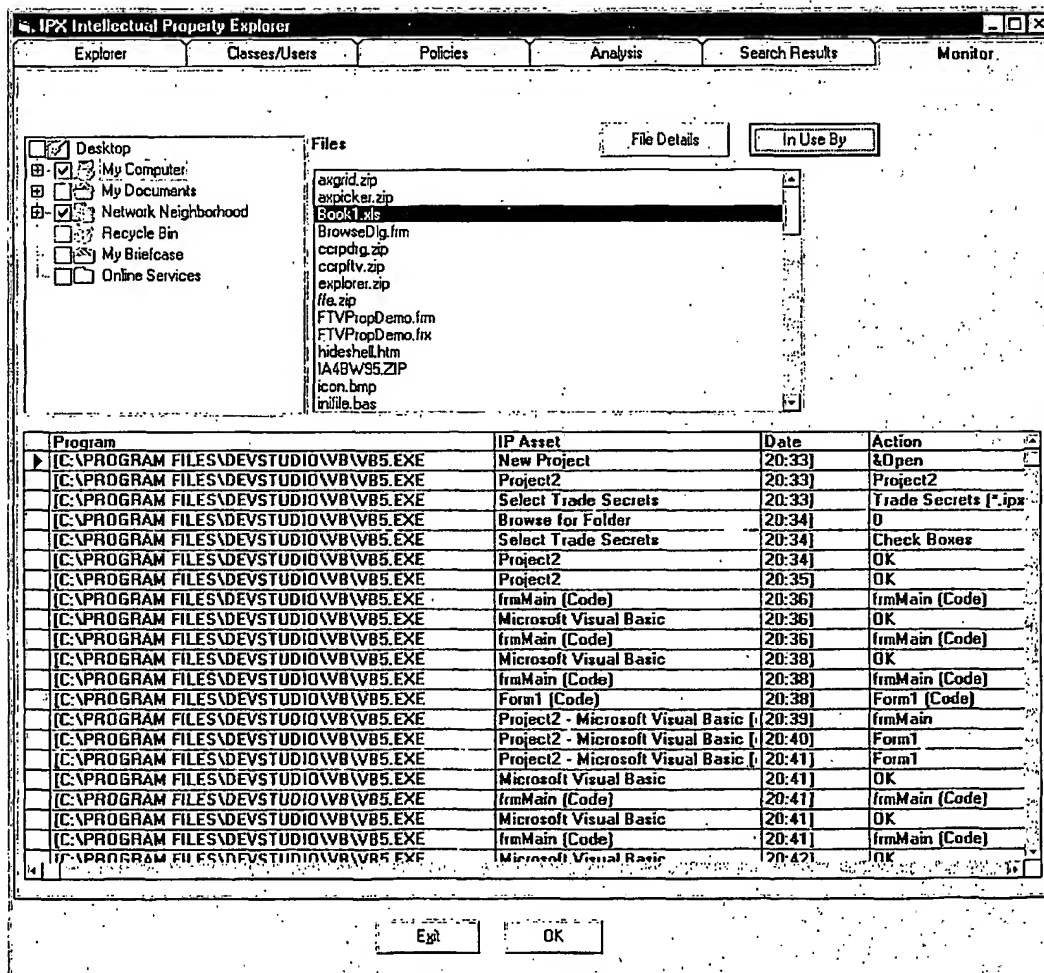 IPX Intellectual Property Explorer
Explorer Classes/Users Policies Analysis Search Results Monitor
File Details In Use By
Desktop
My Computer
My Documents
Network Neighborhood
Recycle Bin
My Briefcase
Online Services
Files
axgrid.zip
axpicker.zip
Book1.xls
BrowseDlg.frm
ccrpdtg.zip
ccrpftv.zip
explorer.zip
ffe.zip
FTVPropDemo.frm
FTVPropDemo.frx
hideshell.htm
IA4BW95.ZIP
icon.bmp
inifile.bas
Program IP Asset Date Action
[C:\PROGRAM FILES\DEVSTUDIO\VB\VB5.EXE New Project 20:33] &Open
[C:\PROGRAM FILES\DEVSTUDIO\VB\VB5.EXE Project2 20:33] Project2
[C:\PROGRAM FILES\DEVSTUDIO\VB\VB5.EXE Select Trade Secrets 20:33] Trade Secrets (*.ipx
[C:\PROGRAM FILES\DEVSTUDIO\VB\VB5.EXE Browse for Folder 20:34] 0
[C:\PROGRAM FILES\DEVSTUDIO\VB\VB5.EXE Select Trade Secrets 20:34] Check Boxes
[C:\PROGRAM FILES\DEVSTUDIO\VB\VB5.EXE Project2 20:34] OK
[C:\PROGRAM FILES\DEVSTUDIO\VB\VB5.EXE Project2 20:35] OK
[C:\PROGRAM FILES\DEVSTUDIO\VB\VB5.EXE frmMain (Code) 20:36] frmMain (Code)
[C:\PROGRAM FILES\DEVSTUDIO\VB\VB5.EXE Microsoft Visual Basic 20:36] OK
[C:\PROGRAM FILES\DEVSTUDIO\VB\VB5.EXE frmMain (Code) 20:36] frmMain (Code)
[C:\PROGRAM FILES\DEVSTUDIO\VB\VB5.EXE Microsoft Visual Basic 20:38] OK
[C:\PROGRAM FILES\DEVSTUDIO\VB\VB5.EXE frmMain (Code) 20:38] frmMain (Code)
[C:\PROGRAM FILES\DEVSTUDIO\VB\VB5.EXE Form1 (Code) 20:38] Form1 (Code)
[C:\PROGRAM FILES\DEVSTUDIO\VB\VB5.EXE Project2 - Microsoft Visual Basic [ 20:39] frmMain
[C:\PROGRAM FILES\DEVSTUDIO\VB\VB5.EXE Project2 - Microsoft Visual Basic [ 20:40] Form1
[C:\PROGRAM FILES\DEVSTUDIO\VB\VB5.EXE Project2 - Microsoft Visual Basic [ 20:41] Form1
[C:\PROGRAM FILES\DEVSTUDIO\VB\VB5.EXE Microsoft Visual Basic 20:41] OK
[C:\PROGRAM FILES\DEVSTUDIO\VB\VB5.EXE frmMain (Code) 20:41] frmMain (Code)
[C:\PROGRAM FILES\DEVSTUDIO\VB\VB5.EXE Microsoft Visual Basic 20:41] OK
[C:\PROGRAM FILES\DEVSTUDIO\VB\VB5.EXE frmMain (Code) 20:41] frmMain (Code)
[C:\PROGRAM FILES\DEVSTUDIO\VB\VB5.EXE Microsoft Visual Basic 20:42] OK
Exit OK